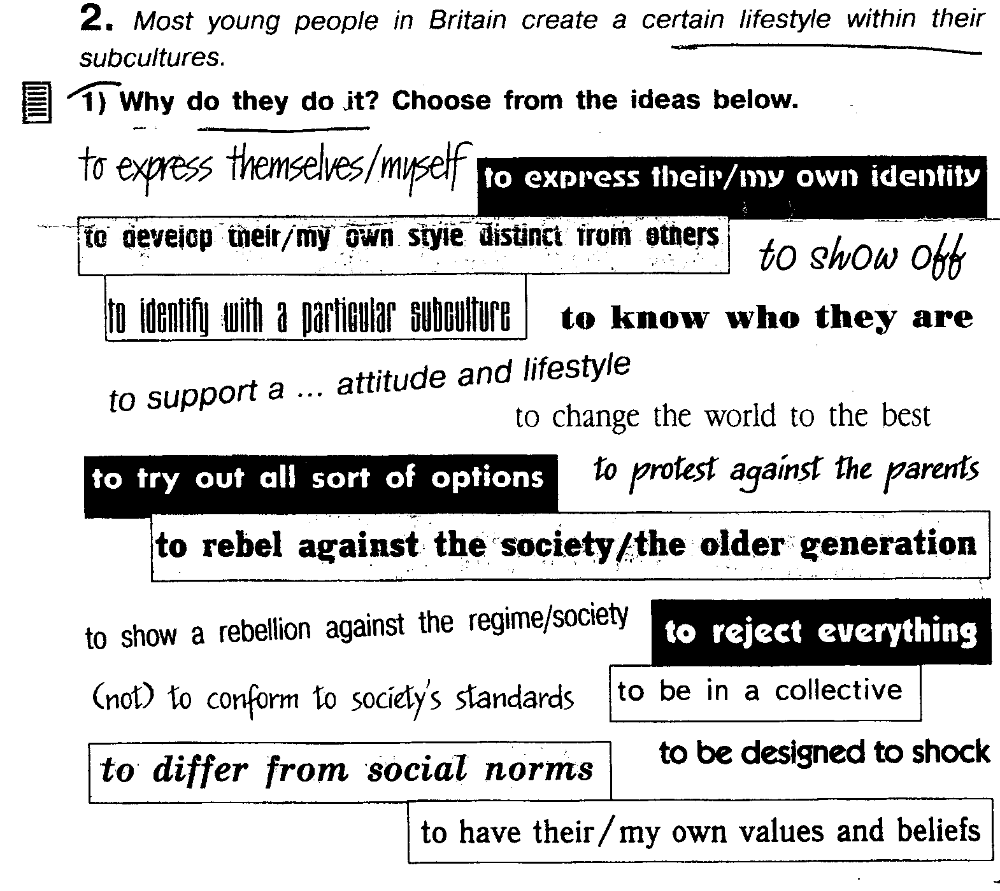 2. Most young people in Britain create a certain lifestyle within their
subcultures.
1) Why do they do it? Choose from the ideas below.
to express themselves/myself
to express their/my own identity
to develop their/my own style distinct from others
to show off
to identify with a particular subculture
to know who they are
to support a ... attitude and lifestyle
to change the world to the best
to try out all sort of options
to protest against the parents
to rebel against the society/the older generation
to show a rebellion against the regime/society
to reject everything
(not) to conform to society's standards
to be in a collective
to differ from social norms
to be designed to shock
to have their/my own values and beliefs